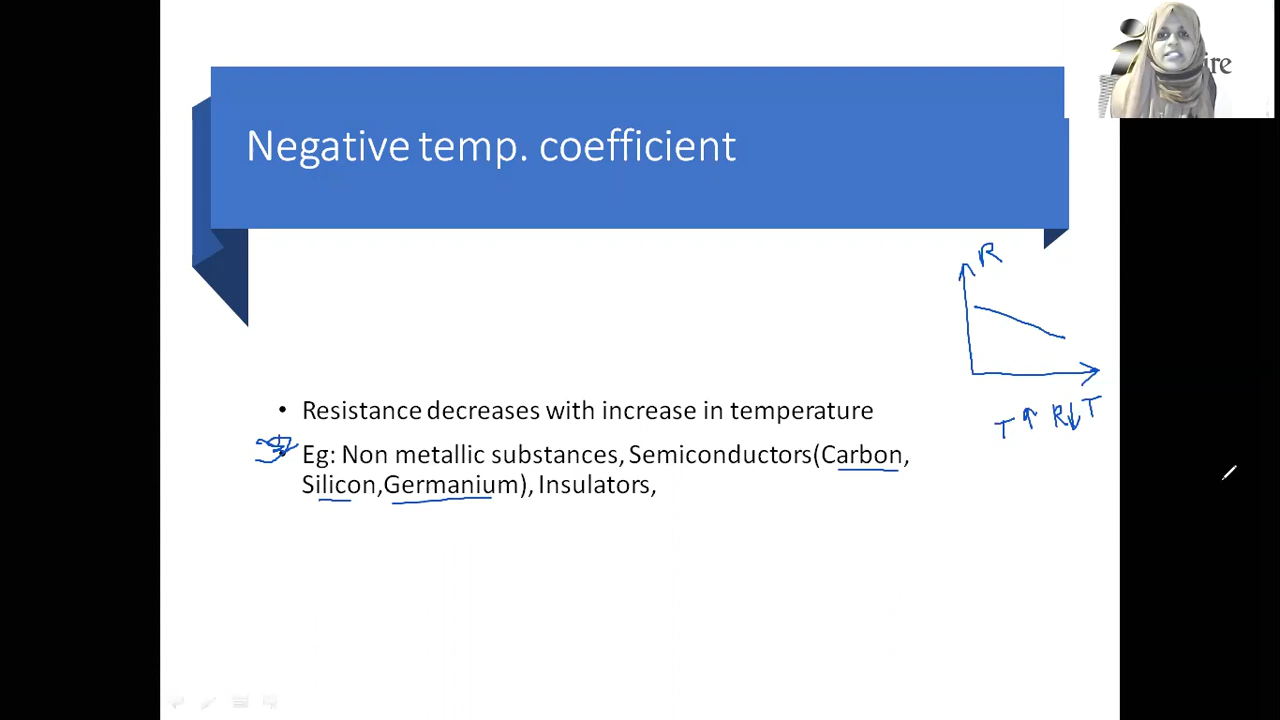 Negative temp. coefficient
R
T
T↑ R↓
• Resistance decreases with increase in temperature
• Eg: Non metallic substances, Semiconductors(Carbon,
Silicon,Germanium), Insulators,